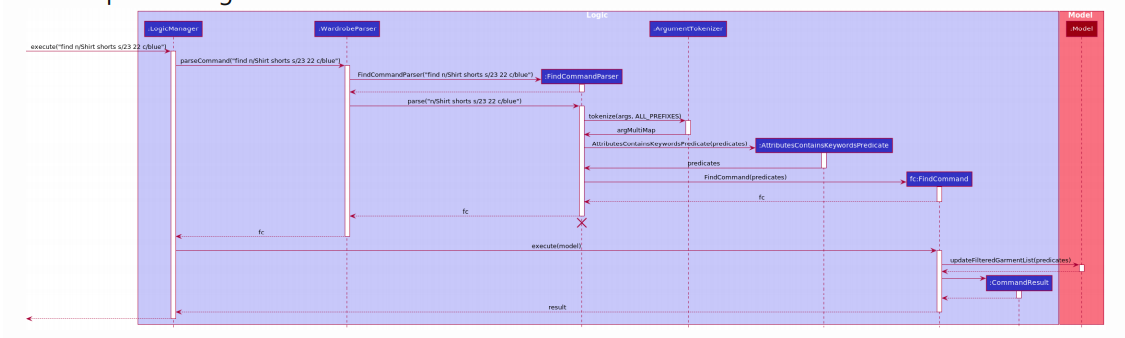 Logic
Model
:LogicManager
:WardrobeParser
:ArgumentTokenizer
:Model
execute("find n/Shirt shorts s/23 22 c/blue")
parseCommand("find n/Shirt shorts s/23 22 c/blue")
FindCommandParser("find n/Shirt shorts s/23 22 c/blue")
:FindCommandParser
parse("n/Shirt shorts s/23 22 c/blue")
tokenize(args, ALL_PREFIXES)
argMultiMap
AttributesContainsKeywordsPredicate(predicates)
:AttributesContainsKeywordsPredicate
predicates
FindCommand(predicates)
fc:FindCommand
fc
fc
fc
execute(model)
updateFilteredGarmentList(predicates)
:CommandResult
result